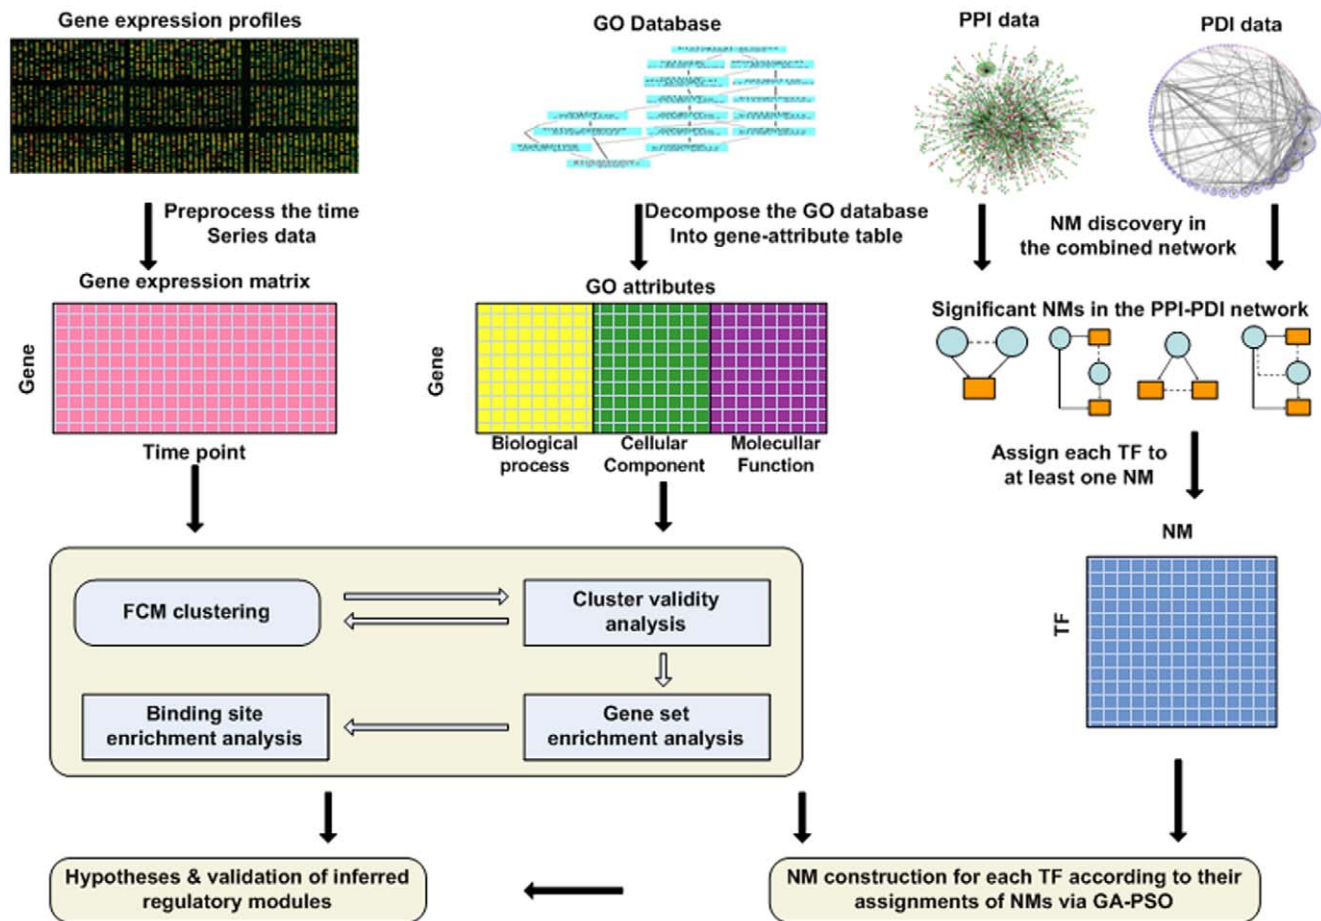 Gene expression profiles
GO Database
PPI data
PDI data
Preprocess the time
Series data
Decompose the GO database
Into gene-attribute table
NM discovery in
the combined network
Gene expression matrix
GO attributes
Significant NMs in the PPI-PDI network
Gene
Gene
Time point
Biological
process
Cellular
Component
Molecullar
Function
Assign each TF to
at least one NM
NM
TF
FCM clustering
Cluster validity
analysis
Binding site
enrichment analysis
Gene set
enrichment analysis
Hypotheses & validation of inferred
regulatory modules
NM construction for each TF according to their
assignments of NMs via GA-PSO